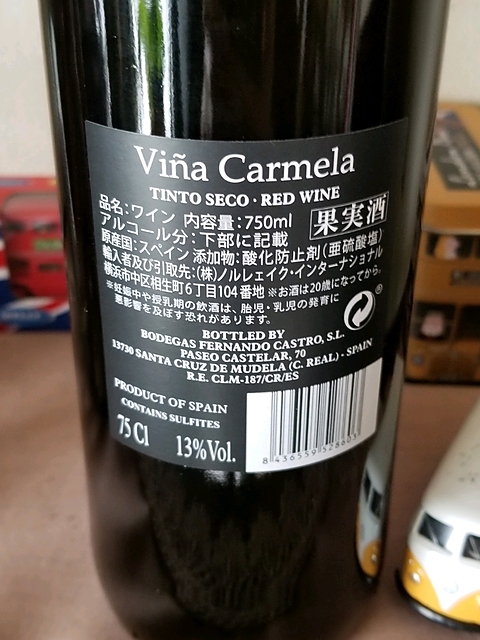 Viña Carmela
TINTO SECO · RED WINE
品名：ワイン 内容量：750ml
果実酒
アルコール分：下部に記載
原産国：スペイン 添加物：酸化防止剤（亜硫酸塩）
輸入者及び引取先：（株）ノルレェイク・インターナショナル
横浜市中区相生町6丁目104番地 ※お酒は20歳になってから。
※妊娠中や授乳期の飲酒は、胎児・乳児の発育に
悪影響を及ぼす恐れがあります。
BOTTLED BY
BODEGAS FERNANDO CASTRO, S.L.
PASEO CASTELAR, 70
13730 SANTA CRUZ DE MUDELA (C. REAL) - SPAIN
R.E. CLM-187/CR/ES
PRODUCT OF SPAIN
CONTAINS SULFITES
75 Cl 13% Vol.
8 436559 528603